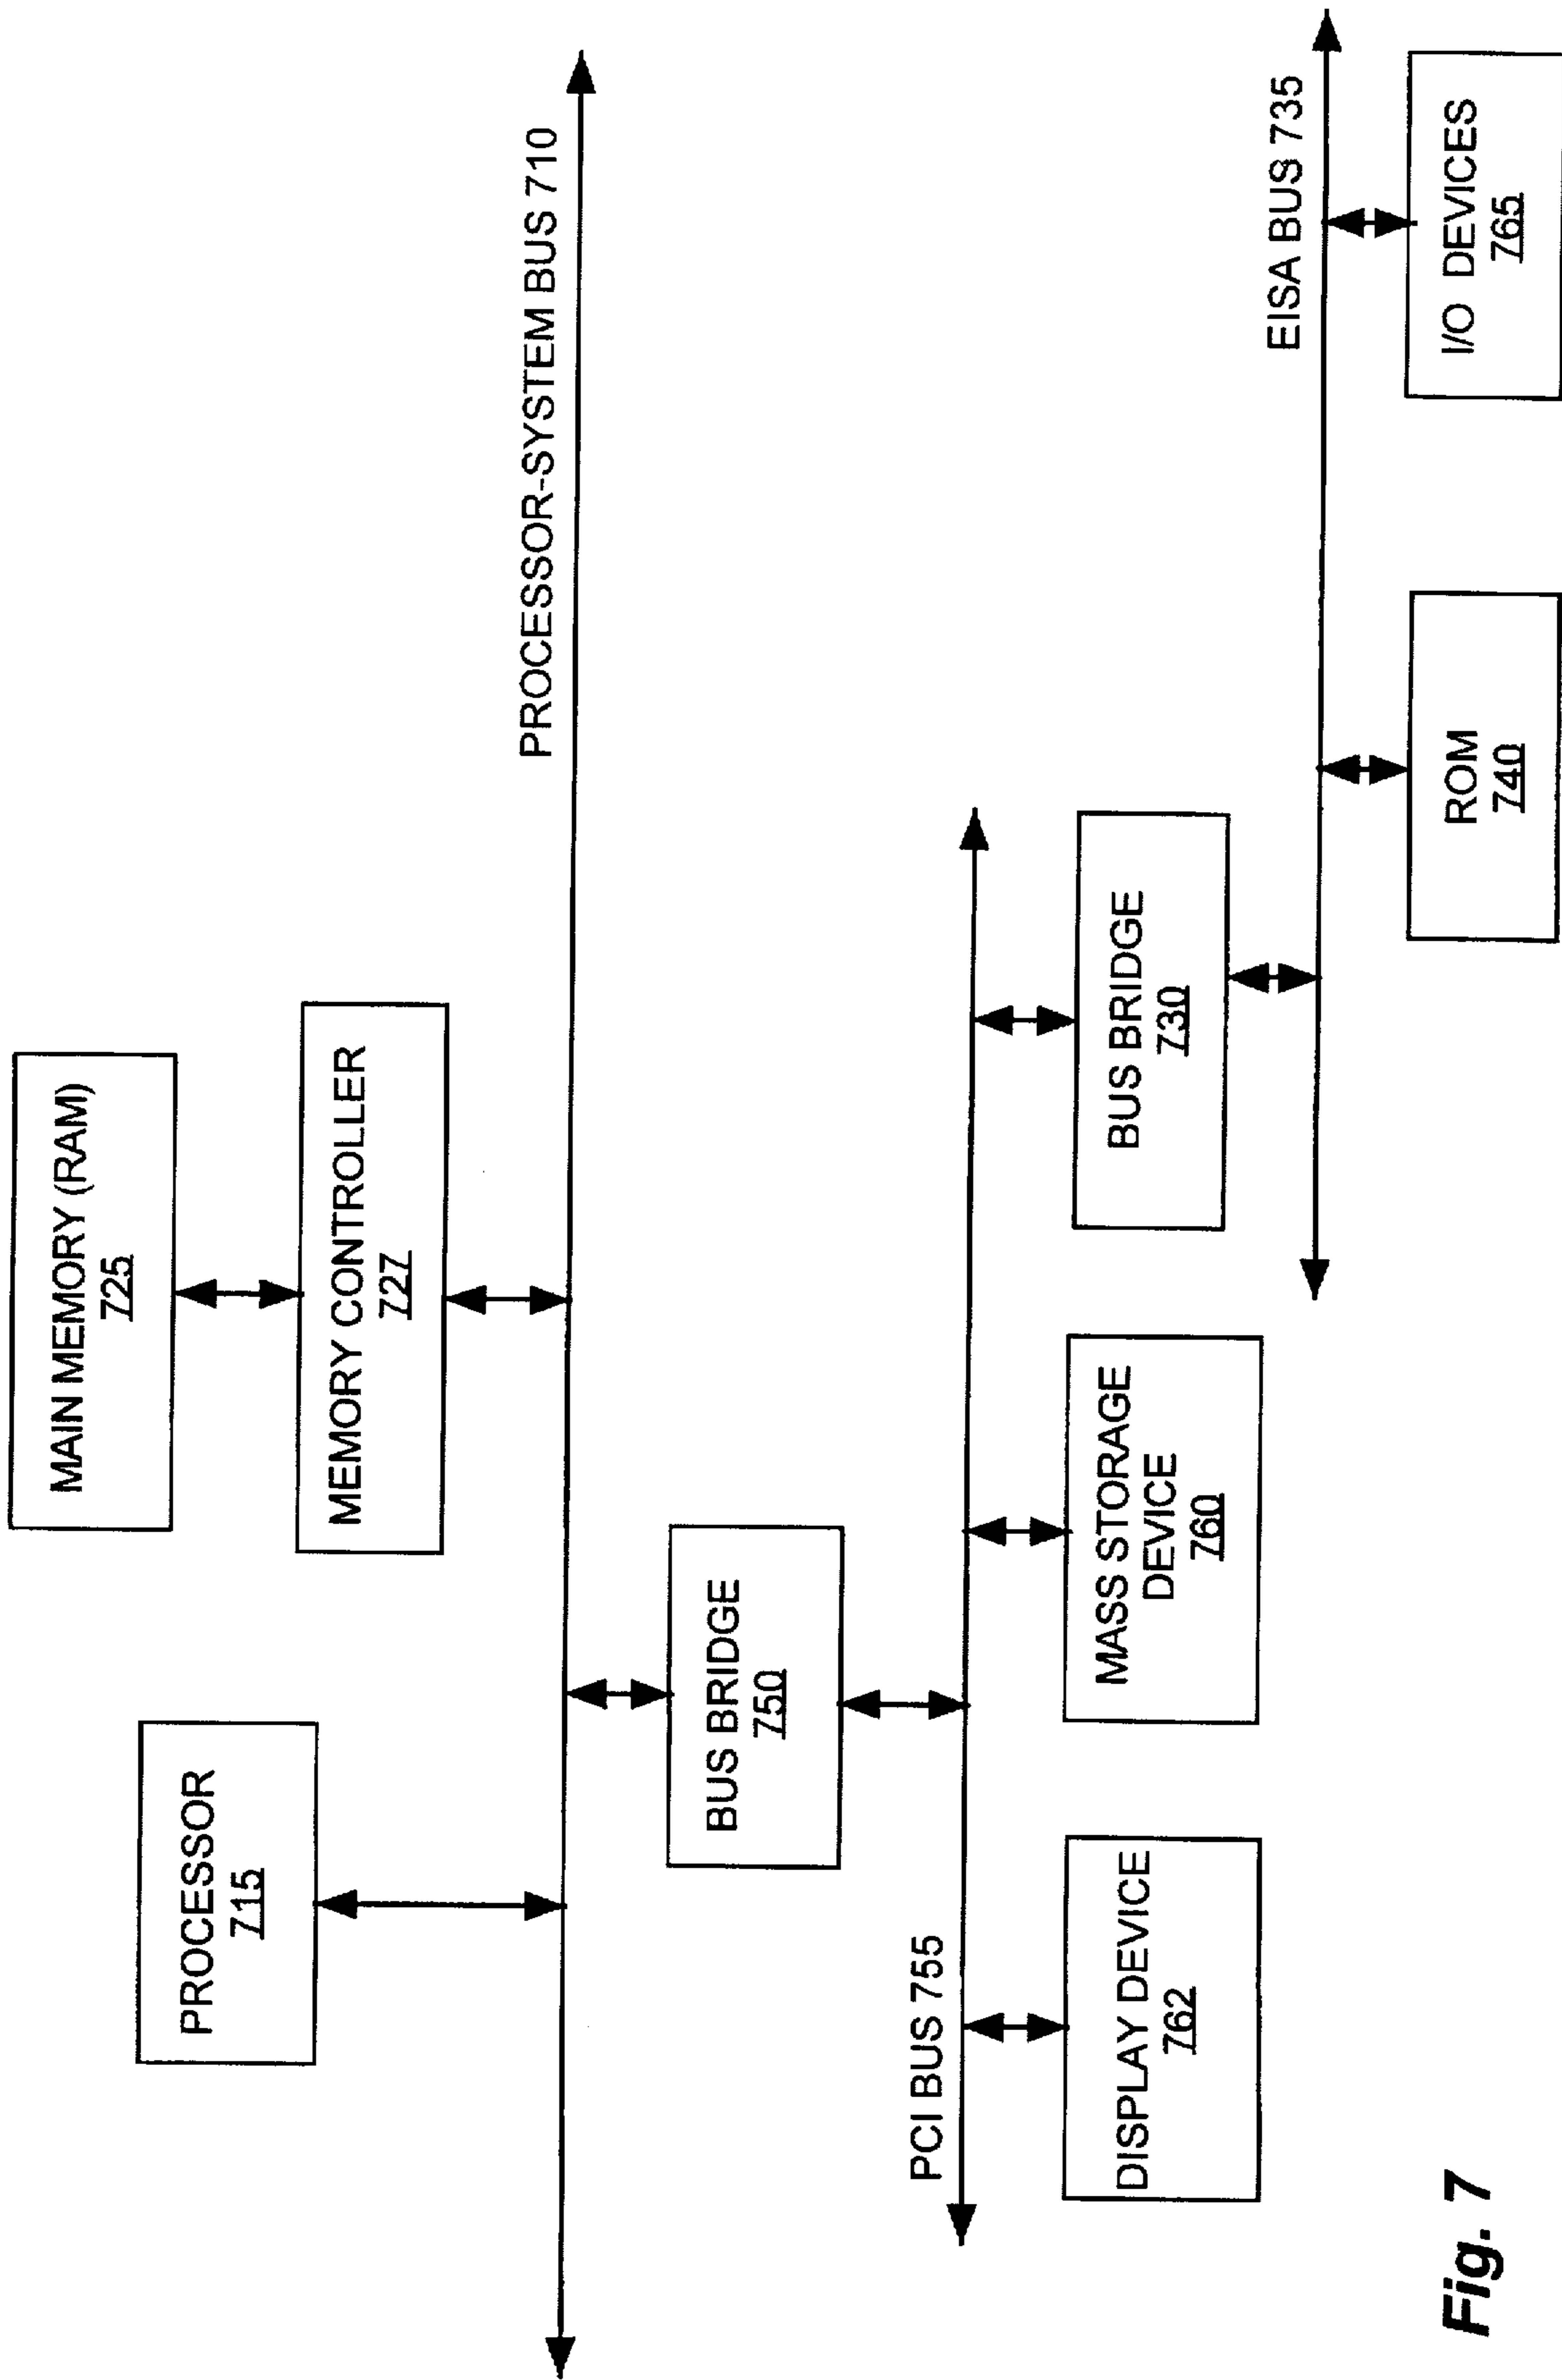 MAIN MEMORY (RAM)
725
PROCESSOR
715
MEMORY CONTROLLER
727
PROCESSOR-SYSTEM BUS 710
BUS BRIDGE
750
PCI BUS 755
DISPLAY DEVICE
762
MASS STORAGE
DEVICE
760
BUS BRIDGE
730
EISA BUS 735
ROM
740
I/O DEVICES
765
Fig. 7